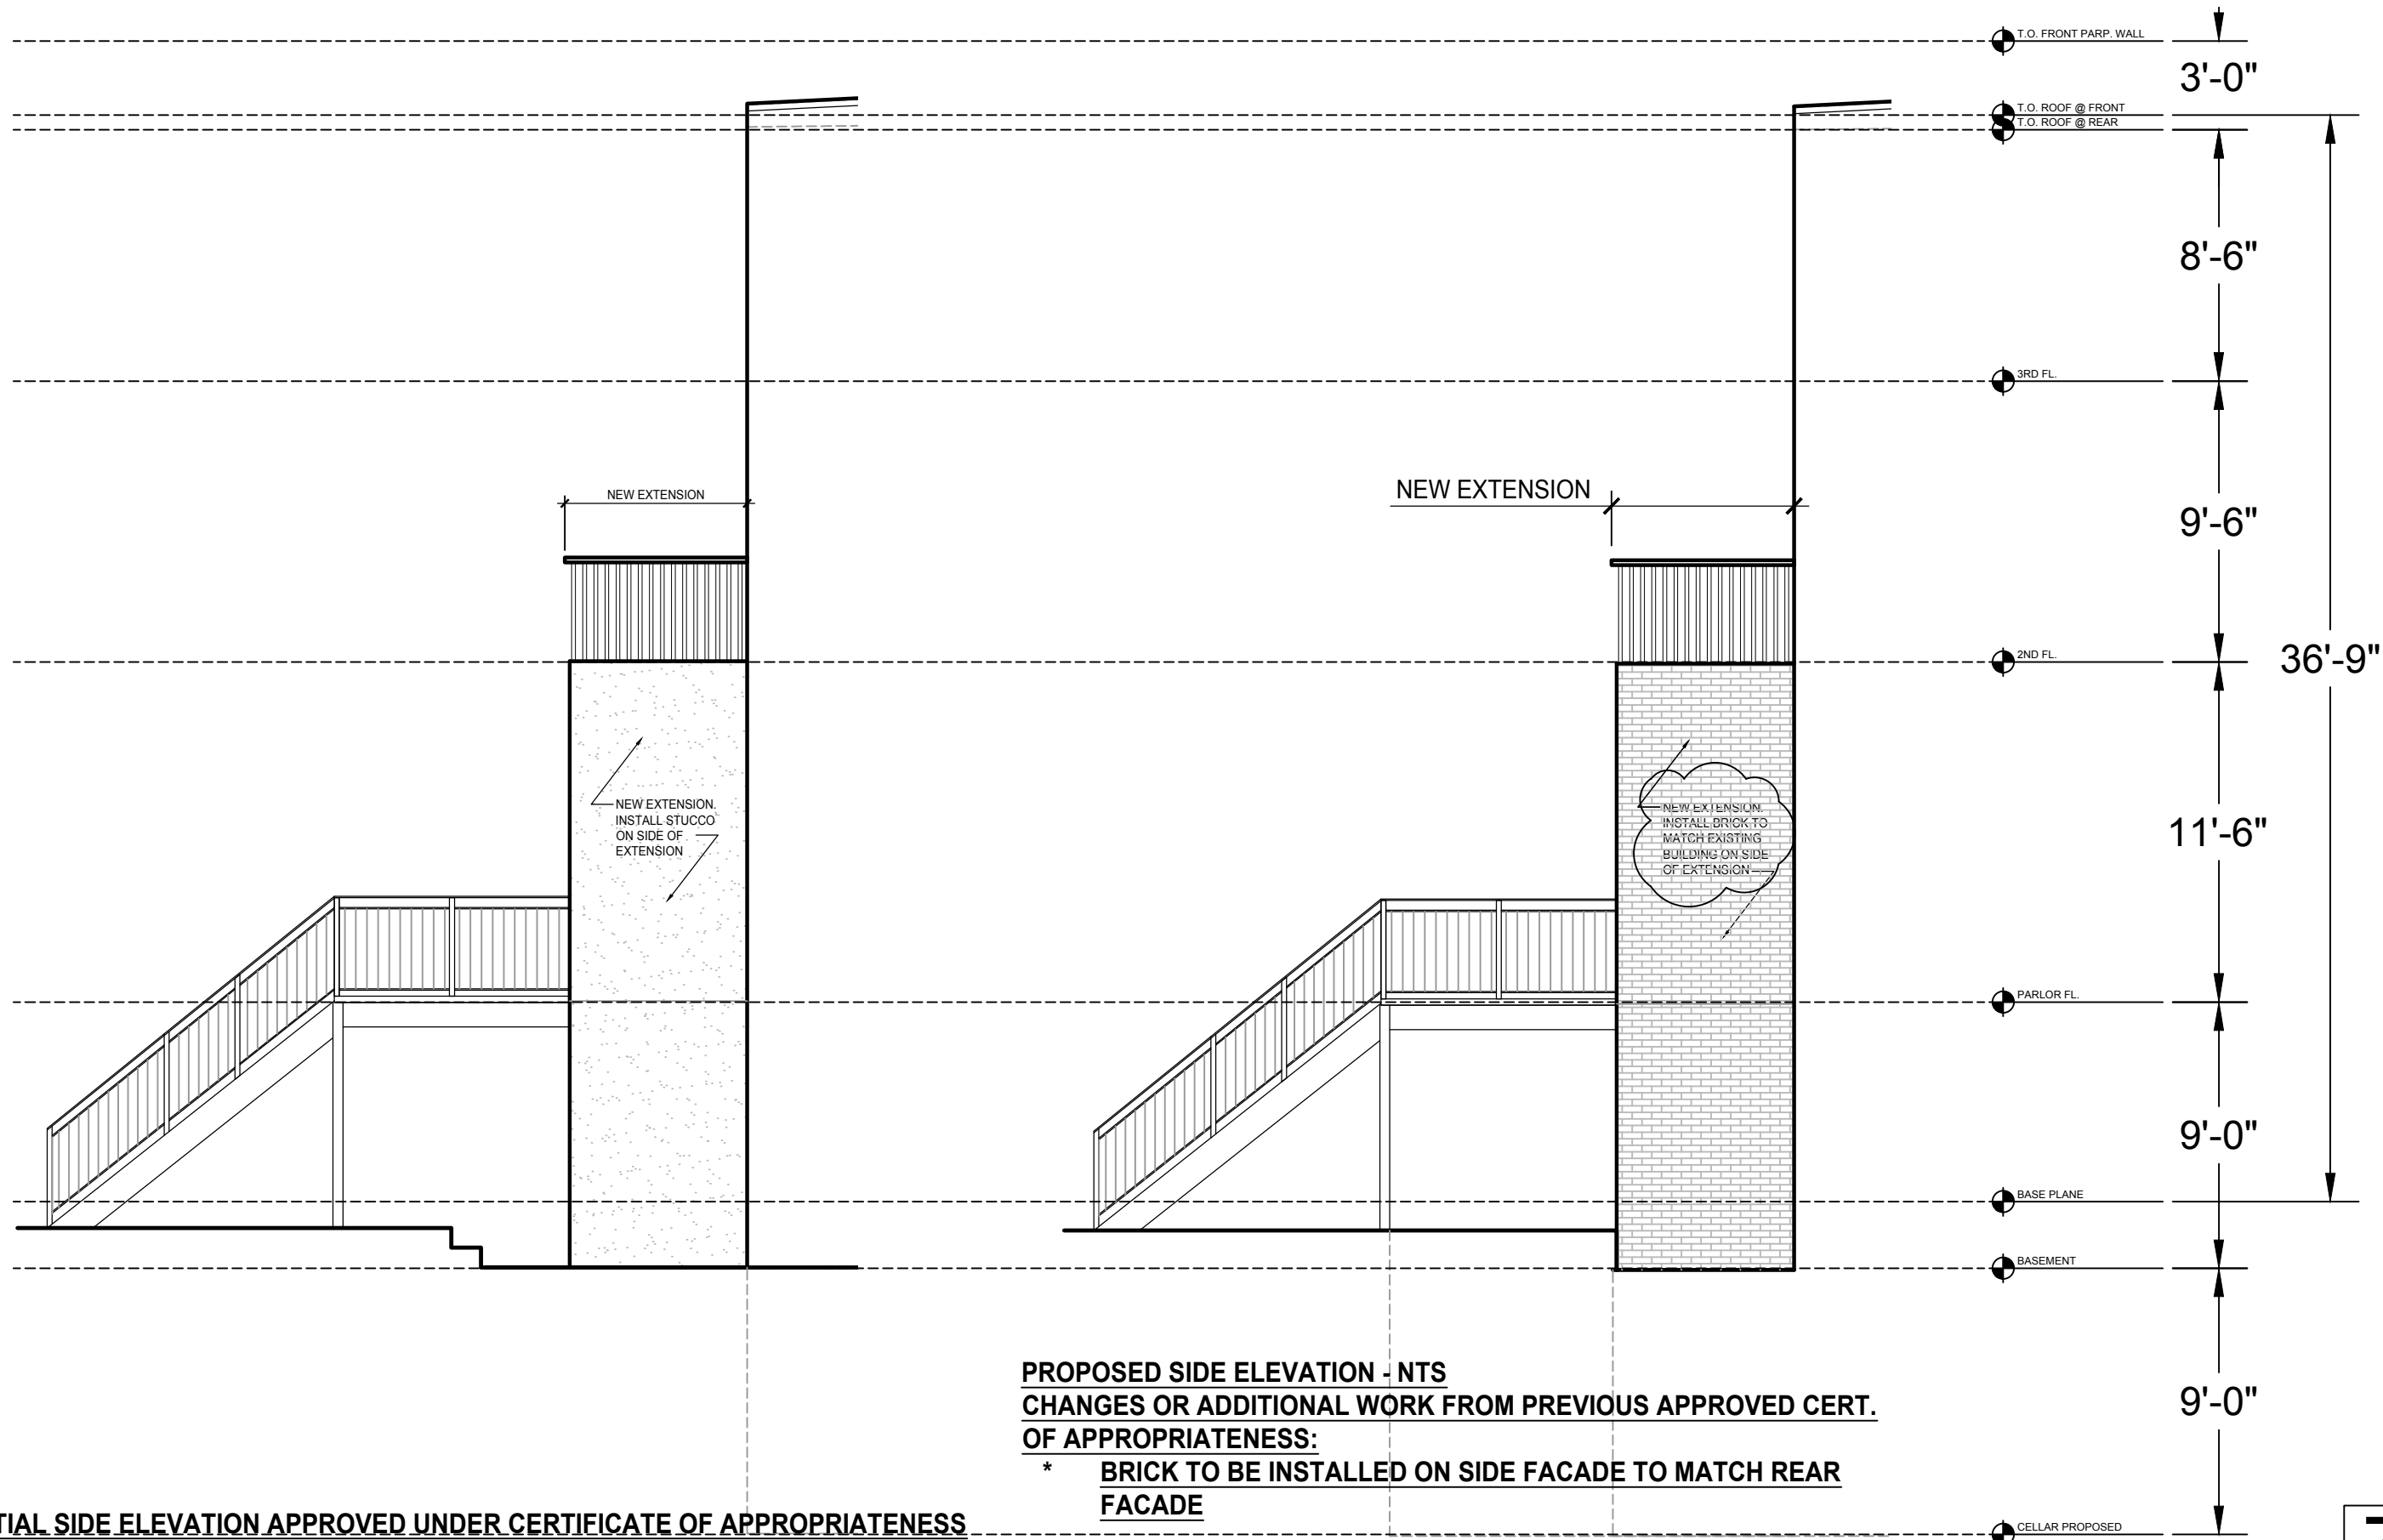 T.O. FRONT PARP. WALL
3'-0"
T.O. ROOF @ FRONT
T.O. ROOF @ REAR
8'-6"
3RD FL.
NEW EXTENSION
NEW EXTENSION
9'-6"
2ND FL.
36'-9"
NEW EXTENSION.
INSTALL STUCCO
ON SIDE OF
EXTENSION
NEW EXTENSION.
INSTALL BRICK TO
MATCH EXISTING
BUILDING ON SIDE
OF EXTENSION
11'-6"
PARLOR FL.
9'-0"
BASE PLANE
BASEMENT
9'-0"
PROPOSED SIDE ELEVATION - NTS
CHANGES OR ADDITIONAL WORK FROM PREVIOUS APPROVED CERT.
OF APPROPRIATENESS:
* BRICK TO BE INSTALLED ON SIDE FACADE TO MATCH REAR
FACADE
SIDE ELEVATION APPROVED UNDER CERTIFICATE OF APPROPRIATENESS
CELLAR PROPOSED